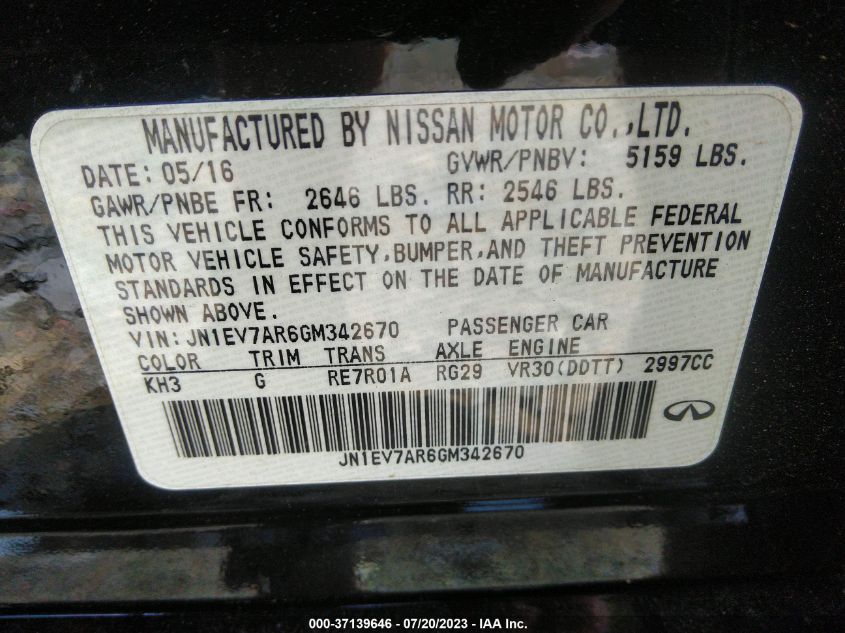 MANUFACTURED BY NISSAN MOTOR CO.,LTD.
DATE: 05/16 GVWR/PNBV: 5159 LBS.
GAWR/PNBE FR: 2646 LBS. RR: 2546 LBS.
THIS VEHICLE CONFORMS TO ALL APPLICABLE FEDERAL
MOTOR VEHICLE SAFETY,BUMPER,AND THEFT PREVENTION
STANDARDS IN EFFECT ON THE DATE OF MANUFACTURE
SHOWN ABOVE.
VIN:JN1EV7AR6GM342670 PASSENGER CAR
COLOR TRIM TRANS AXLE ENGINE
KH3 G RE7R01A RG29 VR30(DDTT) 2997CC
JN1EV7AR6GM342670
000-37139646 - 07/20/2023 - IAA Inc.